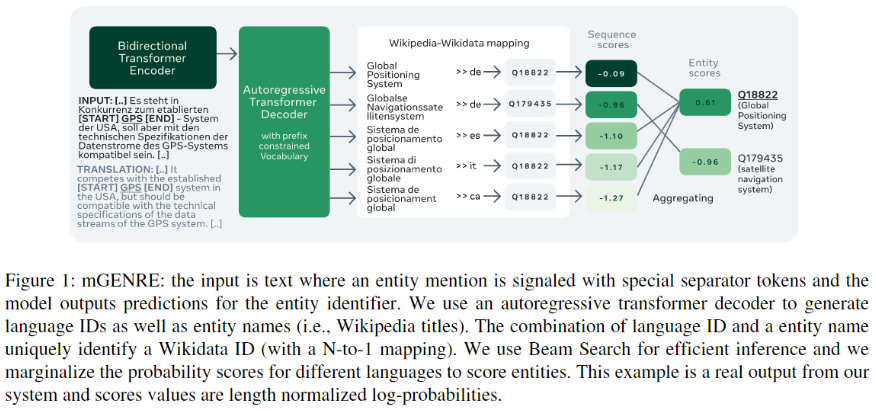 Bidirectional
Transformer
Encoder
INPUT: [..] Es steht in
Konkurrenz zum etablierten
[START] GPS [END] - System
der USA, soll aber mit den
technischen Spezifikationen der
Datenstrome des GPS-Systems
kompatibel sein. [..]
TRANSLATION: [..] It
competes with the established
[START] GPS [END] system in
the USA, but should be
compatible with the technical
specifications of the data
streams of the GPS system. [..]
Autoregressive
Transformer
Decoder
with prefix
constrained
Vocabulary
Wikipedia-Wikidata mapping
Global
Positioning
System
>> de
Q18822
Globalse
Navigationssate
llitensystem
>> de
Q179435
Sistema de
posicionamiento
global
>> es
Q18822
Sistema di
posizionamento
globale
>> it
Q18822
Sistema de
posicionament
global
>> ca
Q18822
Sequence
scores
-0.09
-0.96
-1.10
-1.17
-1.27
Aggregating
Entity
scores
0.61
-0.96
Q18822
(Global
Positioning
System)
Q179435
(satellite
navigation
system)
Figure 1: mGENRE: the input is text where an entity mention is signaled with special separator tokens and the
model outputs predictions for the entity identifier. We use an autoregressive transformer decoder to generate
language IDs as well as entity names (i.e., Wikipedia titles). The combination of language ID and a entity name
uniquely identify a Wikidata ID (with a N-to-1 mapping). We use Beam Search for efficient inference and we
marginalize the probability scores for different languages to score entities. This example is a real output from our
system and scores values are length normalized log-probabilities.